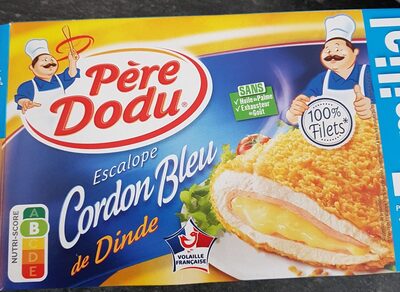 Père
Dodu
Escalope
Cordon Bleu
de Dinde
SANS
Huile de Palme
Exhausteur
de Goût
100%
Filets*
NUTRI-SCORE
A
B
C
D
E
VOLAILLE
FRANÇAISE